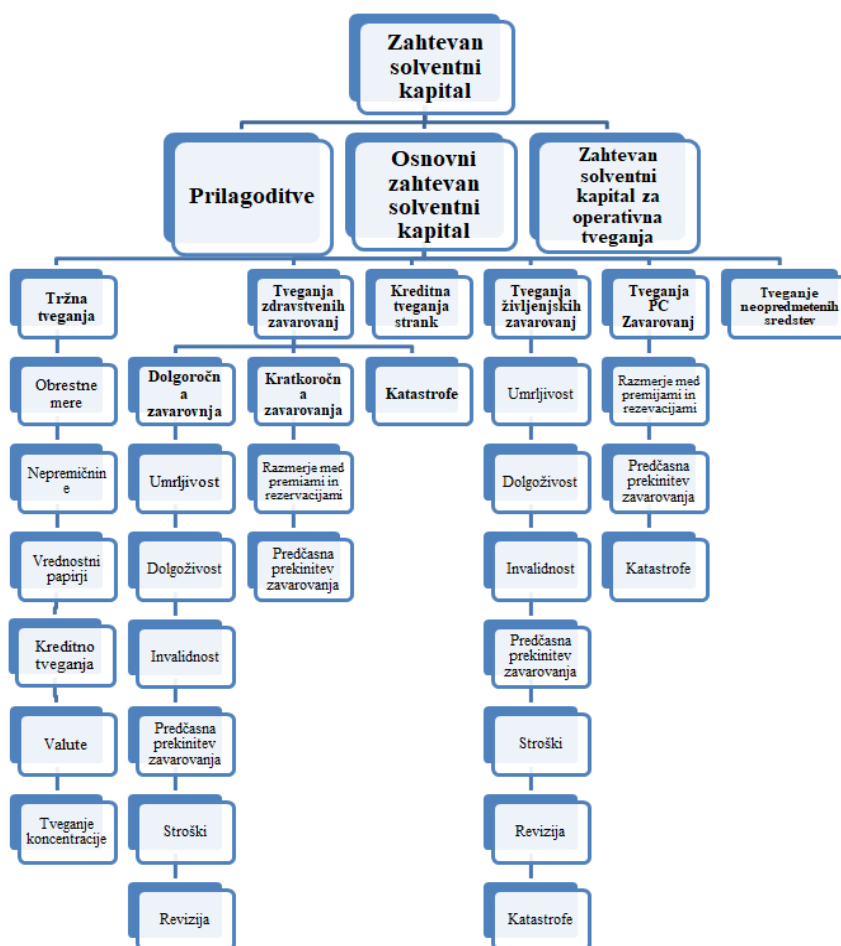 Zahtevan
solventni
kapital
Prilagoditve
Osnovni
zahtevan
solventni
kapital
Zahtevan
solventni
kapital za
operativna
tveganja
Tržna
tveganja
Tveganja
zdravstvenih
zavarovanj
Kreditna
tveganja
strank
Tveganja
življenjskih
zavarovanj
Tveganja
PC
Zavarovanj
Tveganje
neopredmetenih
sredstev
Obrestne
mere
Nepremičnin
e
Vrednostni
papirji
Kreditno
tveganja
Valute
Tveganje
koncentracije
Dolgoročn
a
zavarovnja
Umrljivost
Dolgoživost
Invalidnost
Predčasna
prekinitev
zavarovanja
Stroški
Revizija
Kratkoročn
a
zavarovanja
Razmerje med
premiami in
rezervacijami
Predčasna
prekinitev
zavarovanja
Katastrofe
Umrljivost
Dolgoživost
Invalidnost
Predčasna
prekinitev
zavarovanja
Stroški
Revizija
Katastrofe
Razmerje med
premijami in
rezevacijami
Predčasna
prekinitev
zavarovanja
Katastrofe